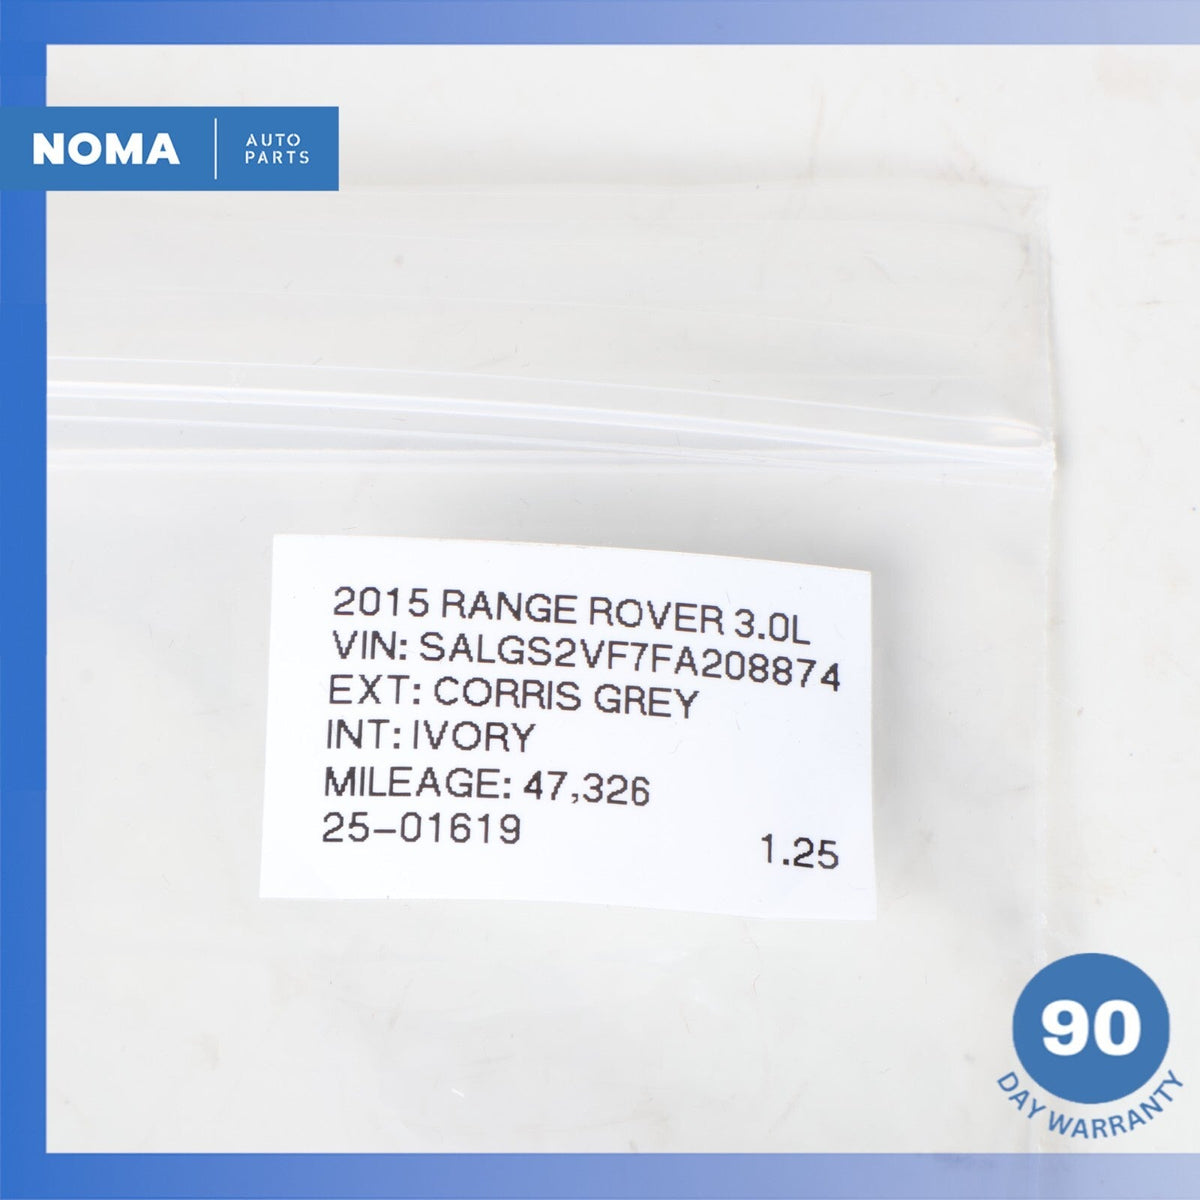 NOMA
AUTO
PARTS
2015 RANGE ROVER 3.0L
VIN: SALGS2VF7FA208874
EXT: CORRIS GREY
INT: IVORY
MILEAGE: 47,326
25-01619
1.25
90
DAY WARRANTY